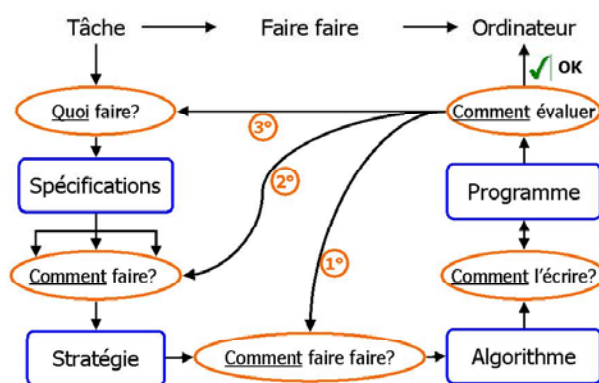 Tâche Faire faire Ordinateur
OK
Quoi faire? Comment évaluer
3°
Spécifications Programme
2°
Comment faire? 1° Comment l'écrire?
Stratégie Comment faire faire? Algorithme